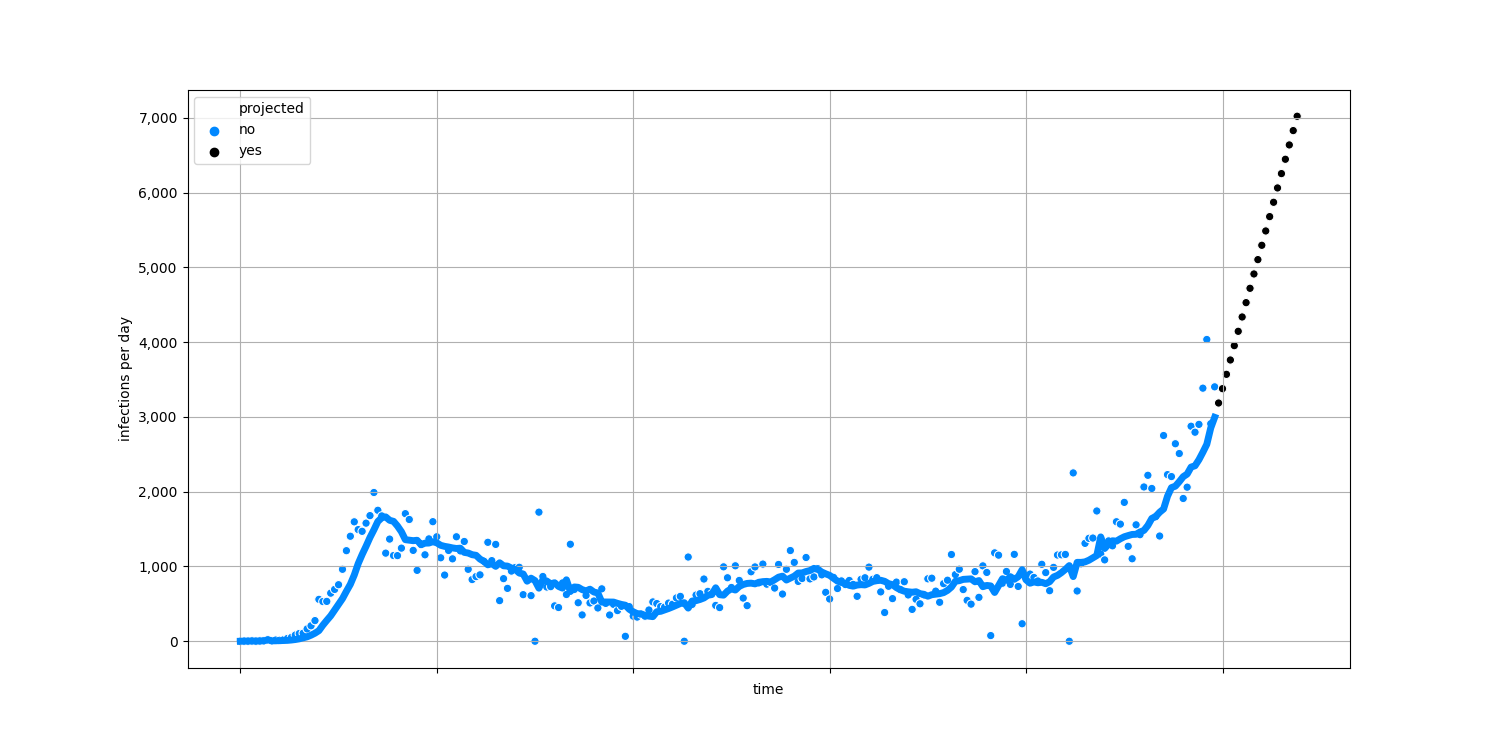 projected
no
yes
7,000
6,000
5,000
4,000
3,000
2,000
1,000
0
infections per day
time